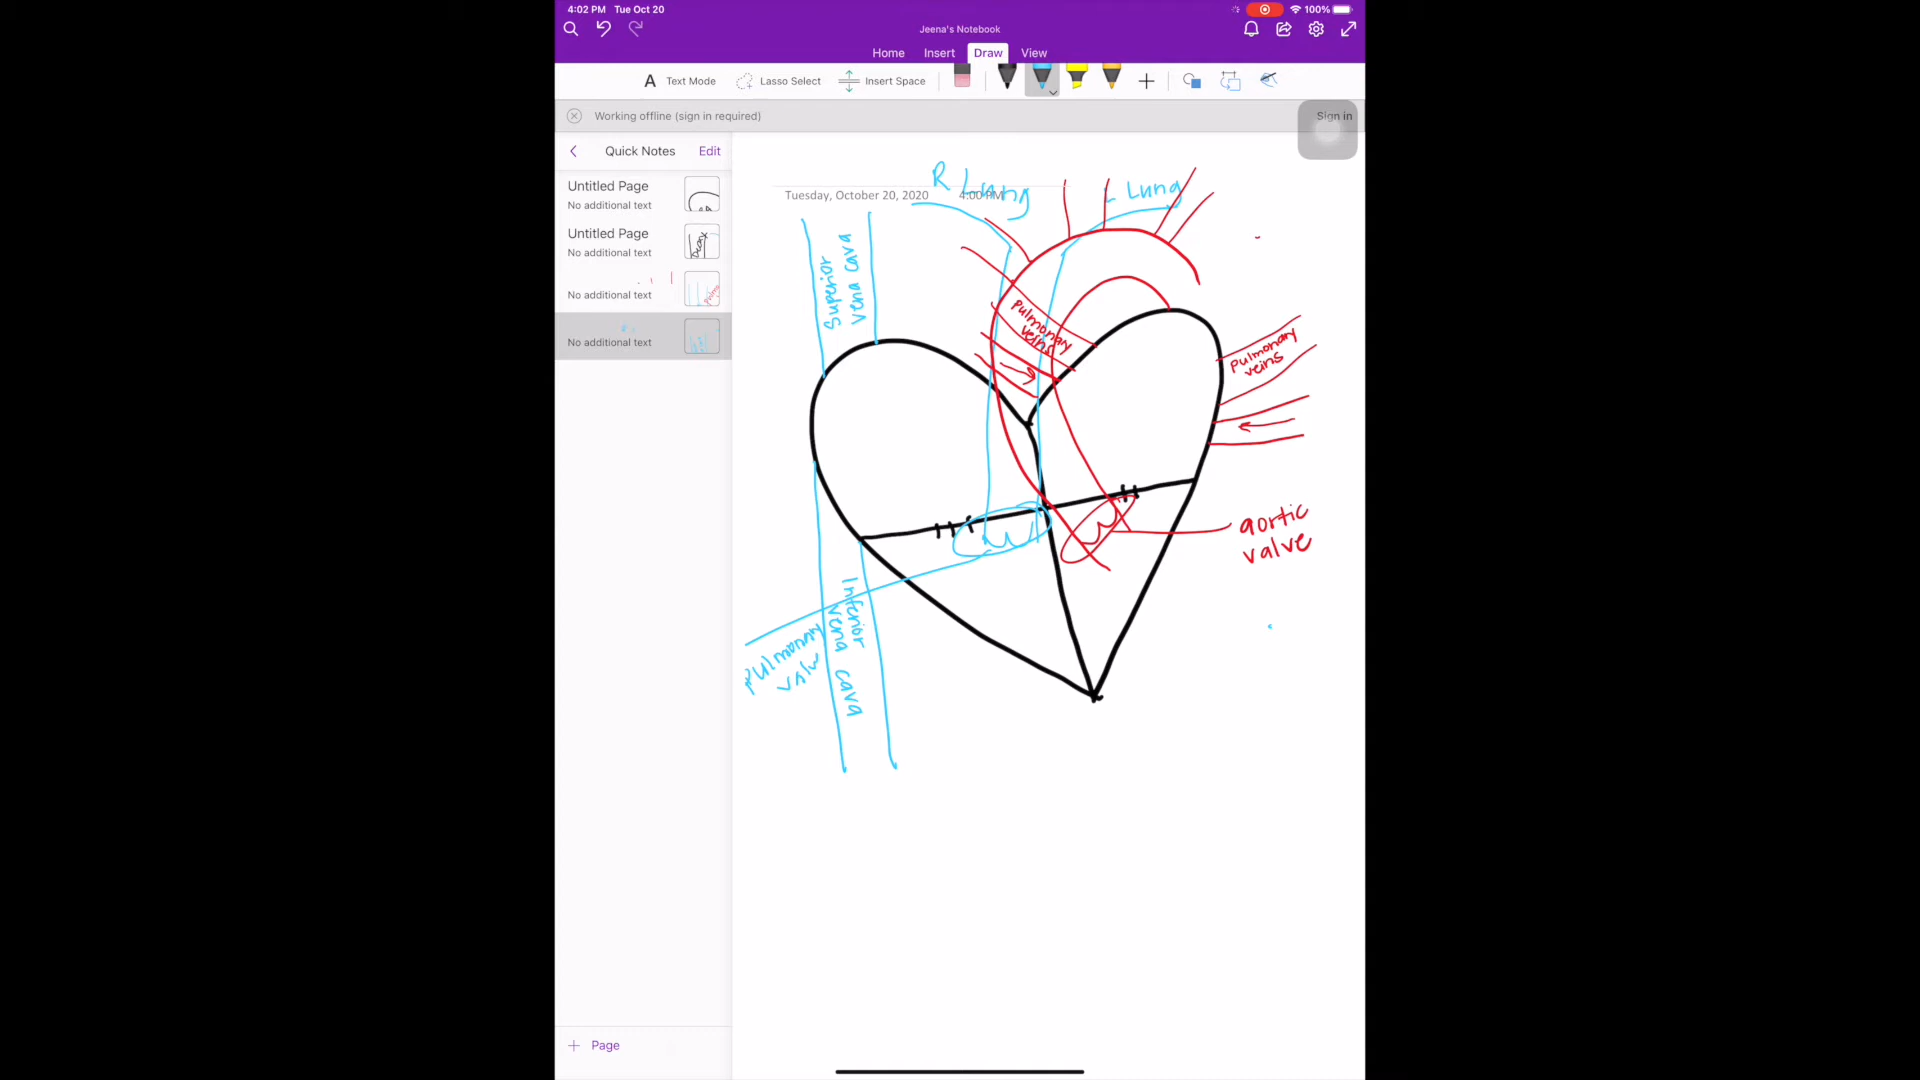 4:02 PM Tue Oct 20
100%
Jeena's Notebook
Home Insert Draw View
A Text Mode Lasso Select Insert Space
Working offline (sign in required)
Sign in
Quick Notes Edit
Untitled Page
No additional text
Untitled Page
No additional text
No additional text
No additional text
Page
Tuesday, October 20, 2020 4:00 PM
R Lung
L Lung
Superior
vena cava
pulmonary
veins
pulmonary
veins
aortic
valve
Inferior
vena cava
pulmonary
valve